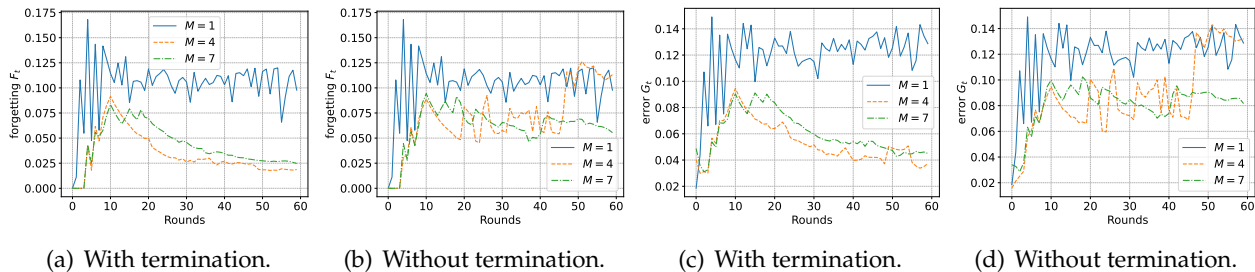 0.175
0.150
0.125
0.100
0.075
0.050
0.025
0.000
forgetting F_t
0 10 20 30 40 50 60
Rounds
M = 1
M = 4
M = 7
(a) With termination.
0.175
0.150
0.125
0.100
0.075
0.050
0.025
0.000
forgetting F_t
0 10 20 30 40 50 60
Rounds
M = 1
M = 4
M = 7
(b) Without termination.
0.14
0.12
0.10
0.08
0.06
0.04
0.02
error G_t
0 10 20 30 40 50 60
Rounds
M = 1
M = 4
M = 7
(c) With termination.
0.14
0.12
0.10
0.08
0.06
0.04
0.02
error G_t
0 10 20 30 40 50 60
Rounds
M = 1
M = 4
M = 7
(d) Without termination.